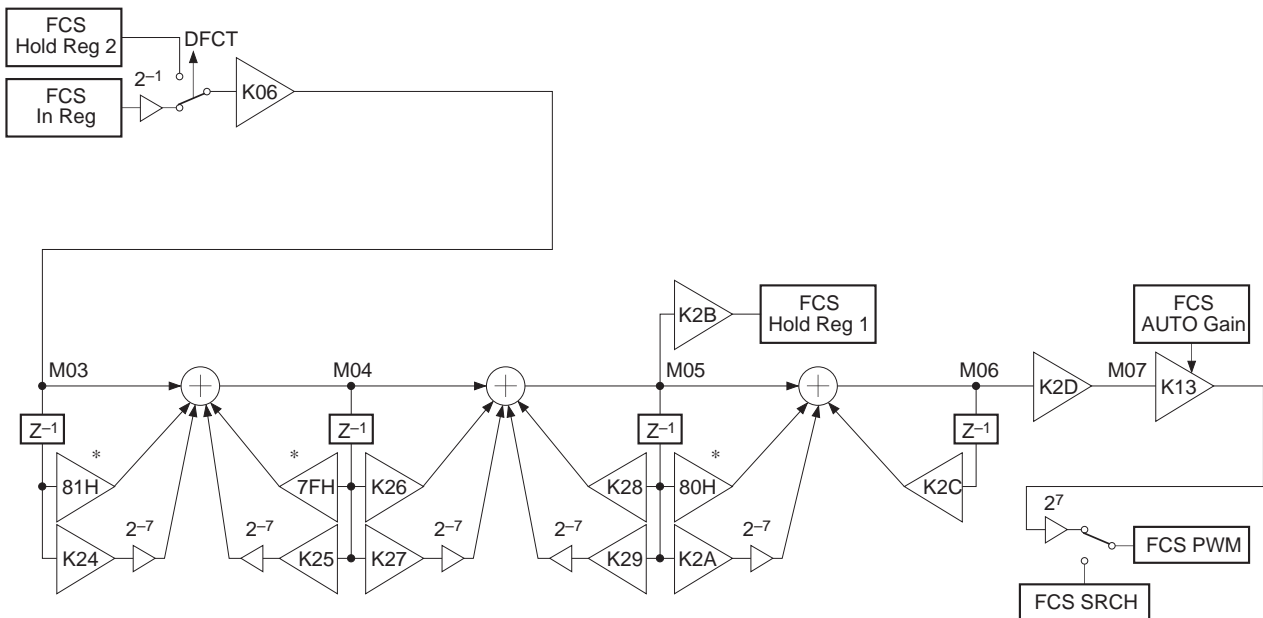 FCS
Hold Reg 2
DFCT
2–1
FCS
In Reg
K06
K2B
FCS
Hold Reg 1
FCS
AUTO Gain
M03
M04
M05
M06
K2D
M07
K13
Z–1
Z–1
Z–1
Z–1
81H
*
*
7FH
K26
K28
80H
*
K2C
K24
2–7
2–7
K25
K27
2–7
2–7
K29
K2A
2–7
27
FCS PWM
FCS SRCH